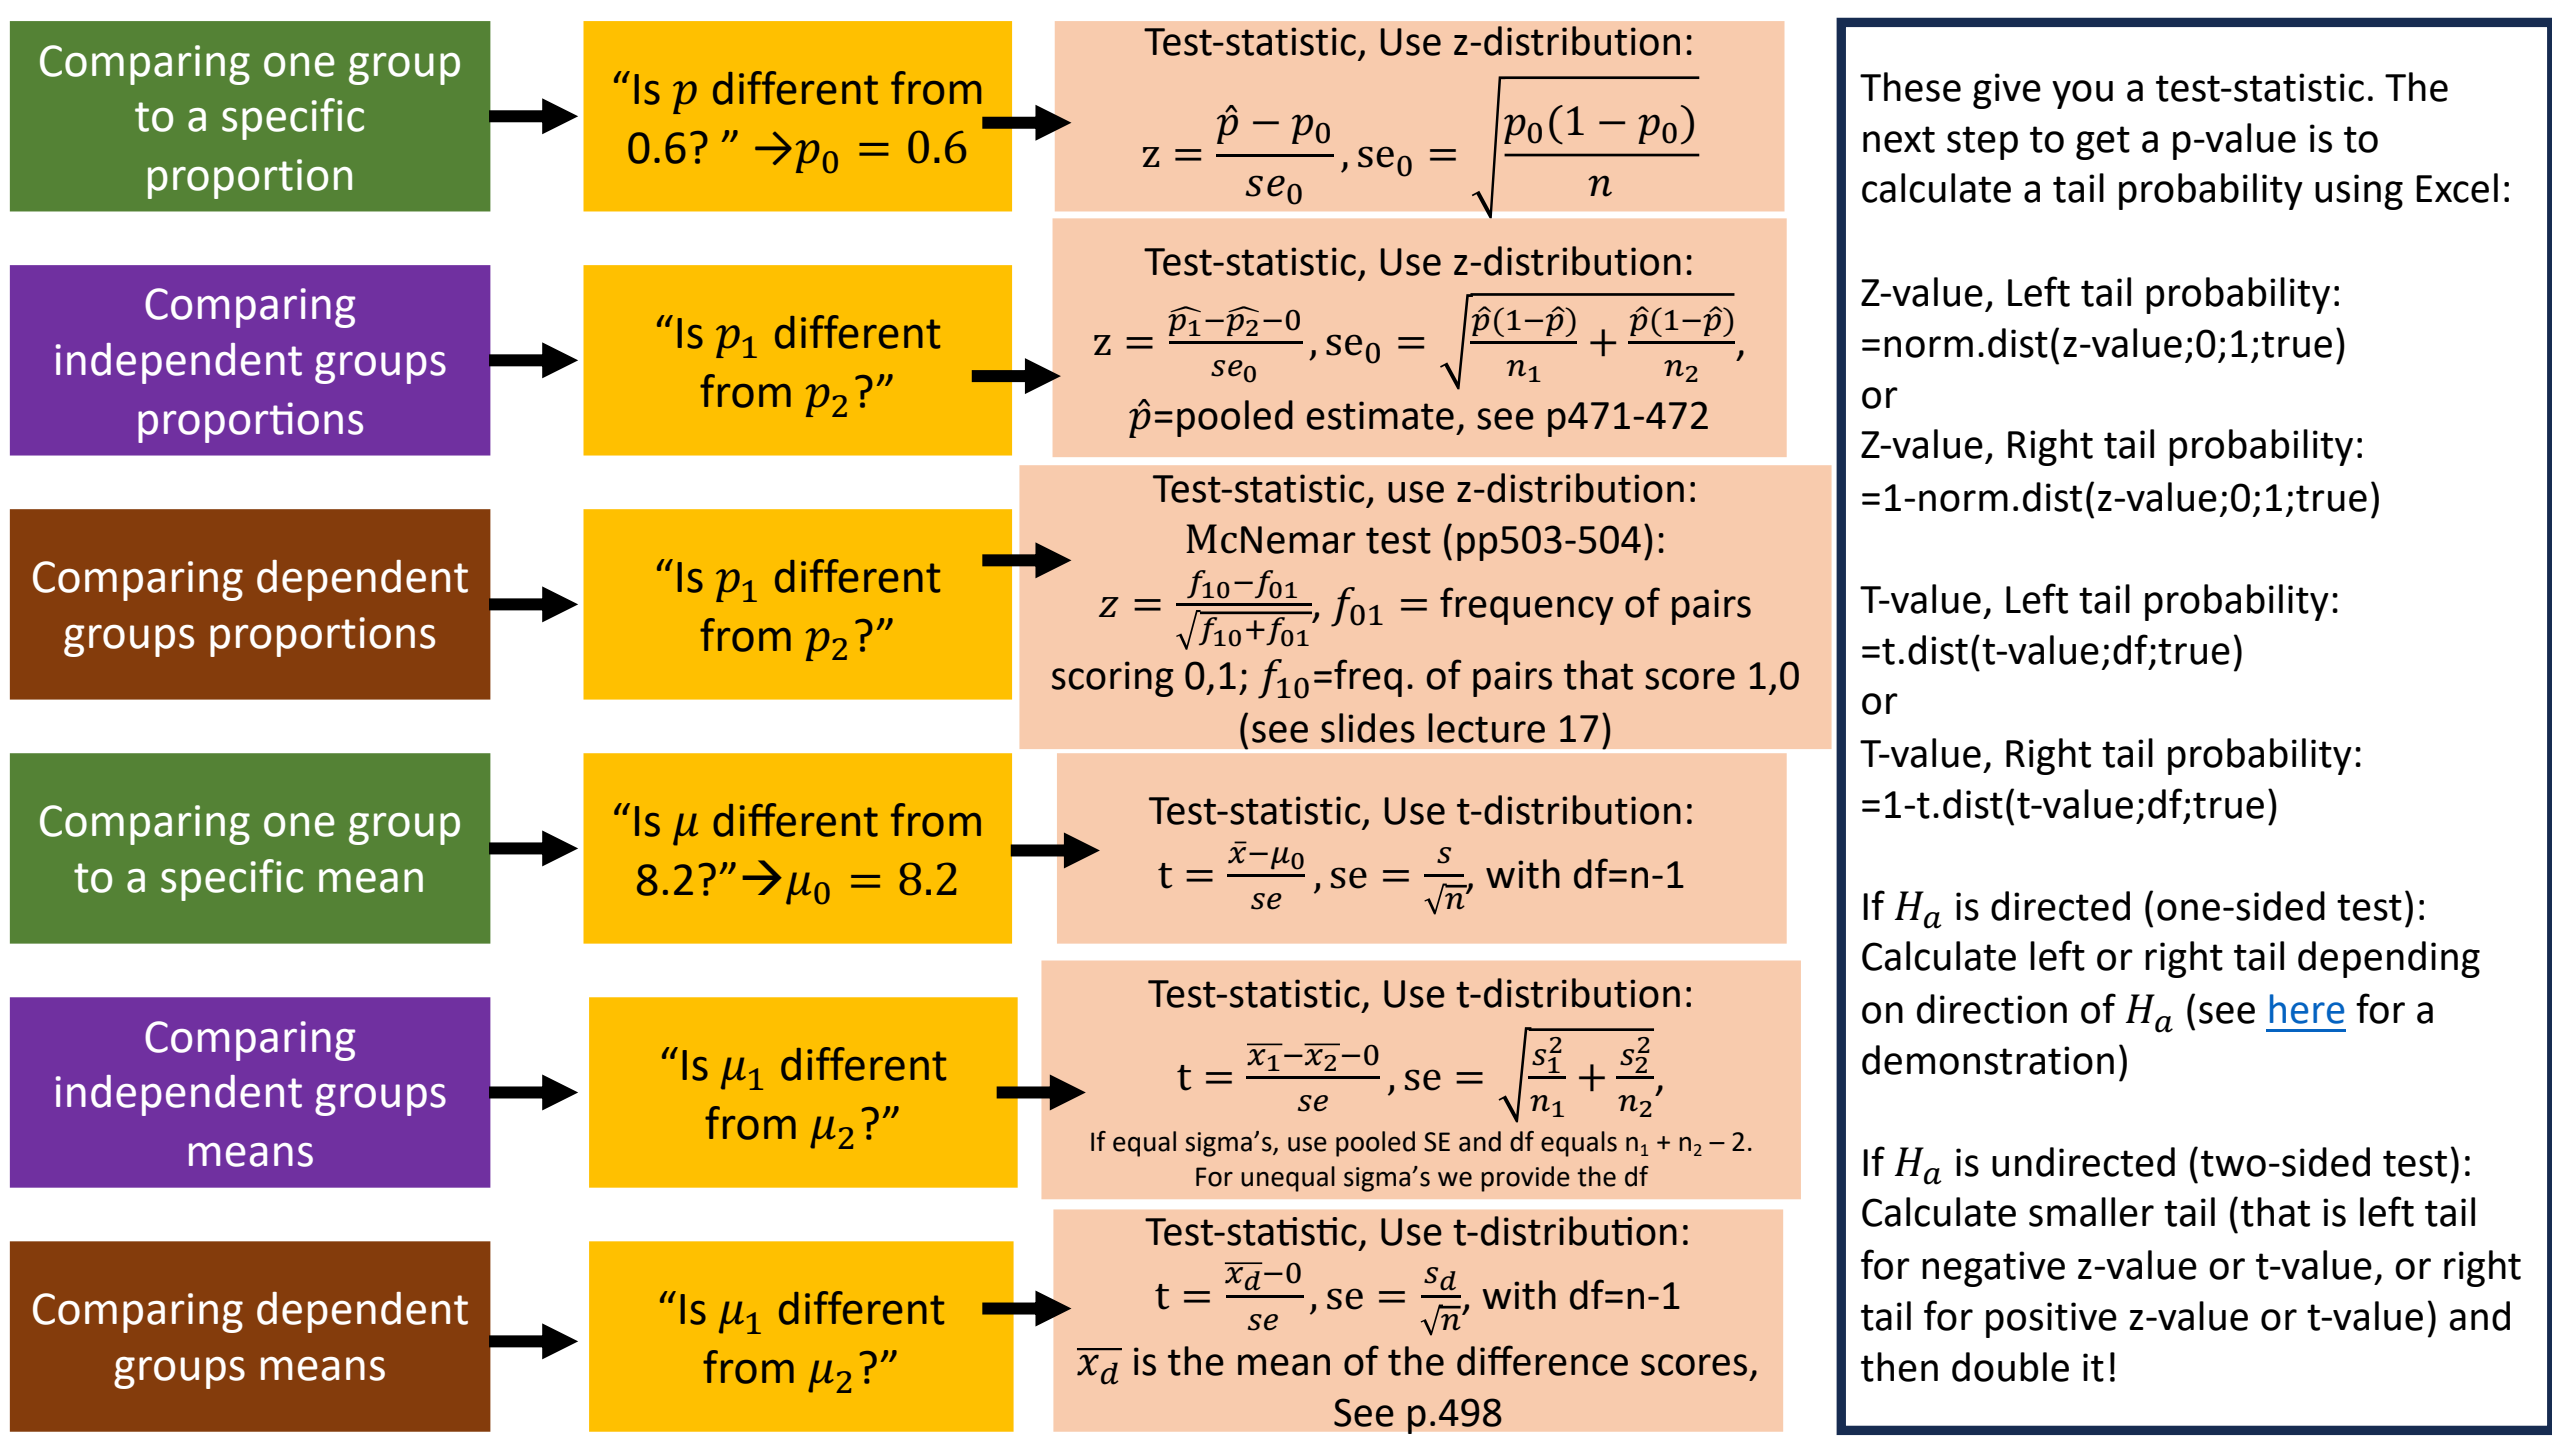 Comparing one group
to a specific
proportion
“Is p different from
0.6? ” →p₀ = 0.6
Test-statistic, Use z-distribution:
z = (p̂ − p₀)/se₀ , se₀ = √(p₀(1 − p₀)/n)
Comparing
independent groups
proportions
“Is p₁ different
from p₂?”
Test-statistic, Use z-distribution:
z = (p̂₁−p̂₂−0)/se₀ , se₀ = √(p̂(1−p̂)/n₁ + p̂(1−p̂)/n₂),
p̂=pooled estimate, see p471-472
Comparing dependent
groups proportions
“Is p₁ different
from p₂?”
Test-statistic, use z-distribution:
McNemar test (pp503-504):
z = (f₁₀−f₀₁)/√(f₁₀+f₀₁), f₀₁ = frequency of pairs
scoring 0,1; f₁₀=freq. of pairs that score 1,0
(see slides lecture 17)
Comparing one group
to a specific mean
“Is μ different from
8.2?”→μ₀ = 8.2
Test-statistic, Use t-distribution:
t = (x̄−μ₀)/se , se = s/√n, with df=n-1
Comparing
independent groups
means
“Is μ₁ different
from μ₂?”
Test-statistic, Use t-distribution:
t = (x̄₁−x̄₂−0)/se , se = √(s₁²/n₁ + s₂²/n₂),
If equal sigma’s, use pooled SE and df equals n₁ + n₂ – 2.
For unequal sigma’s we provide the df
Comparing dependent
groups means
“Is μ₁ different
from μ₂?”
Test-statistic, Use t-distribution:
t = (x̄_d−0)/se , se = s_d/√n, with df=n-1
x̄_d is the mean of the difference scores,
See p.498
These give you a test-statistic. The
next step to get a p-value is to
calculate a tail probability using Excel:
Z-value, Left tail probability:
=norm.dist(z-value;0;1;true)
or
Z-value, Right tail probability:
=1-norm.dist(z-value;0;1;true)
T-value, Left tail probability:
=t.dist(t-value;df;true)
or
T-value, Right tail probability:
=1-t.dist(t-value;df;true)
If Hₐ is directed (one-sided test):
Calculate left or right tail depending
on direction of Hₐ (see here for a
demonstration)
If Hₐ is undirected (two-sided test):
Calculate smaller tail (that is left tail
for negative z-value or t-value, or right
tail for positive z-value or t-value) and
then double it!